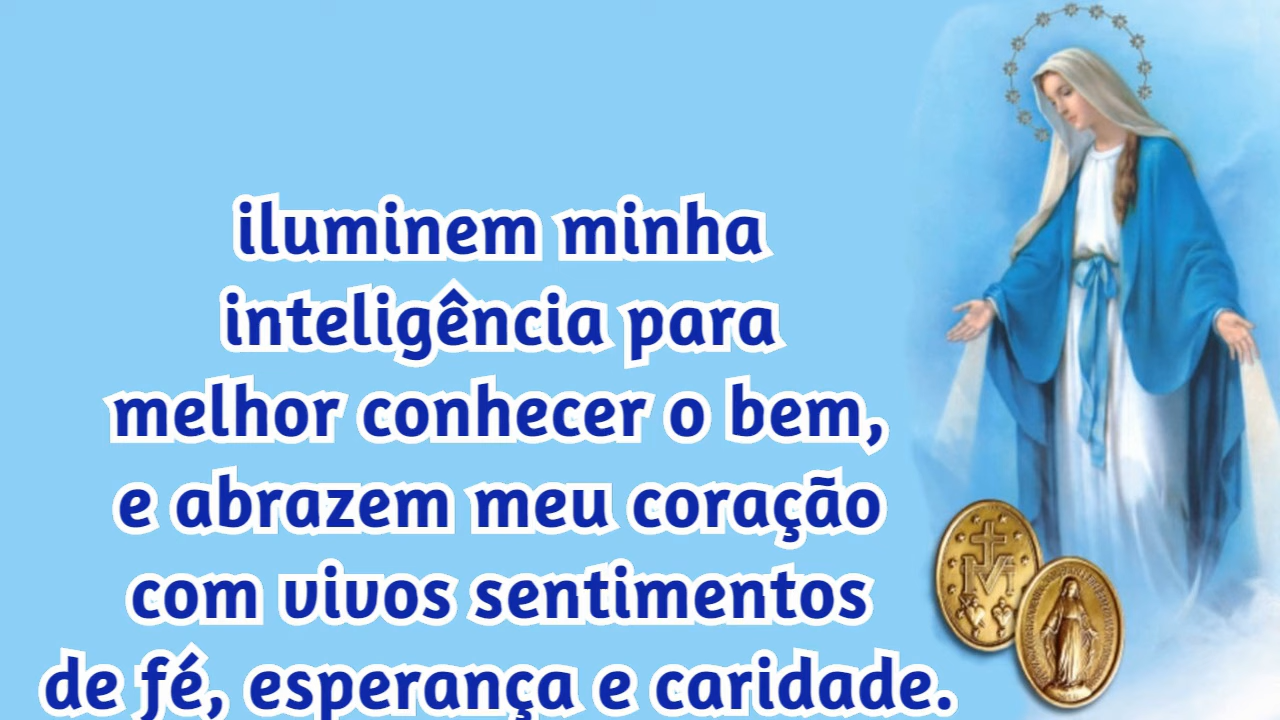 iluminem minha
inteligência para
melhor conhecer o bem,
e abrazem meu coração
com vivos sentimentos
de fé, esperança e caridade.